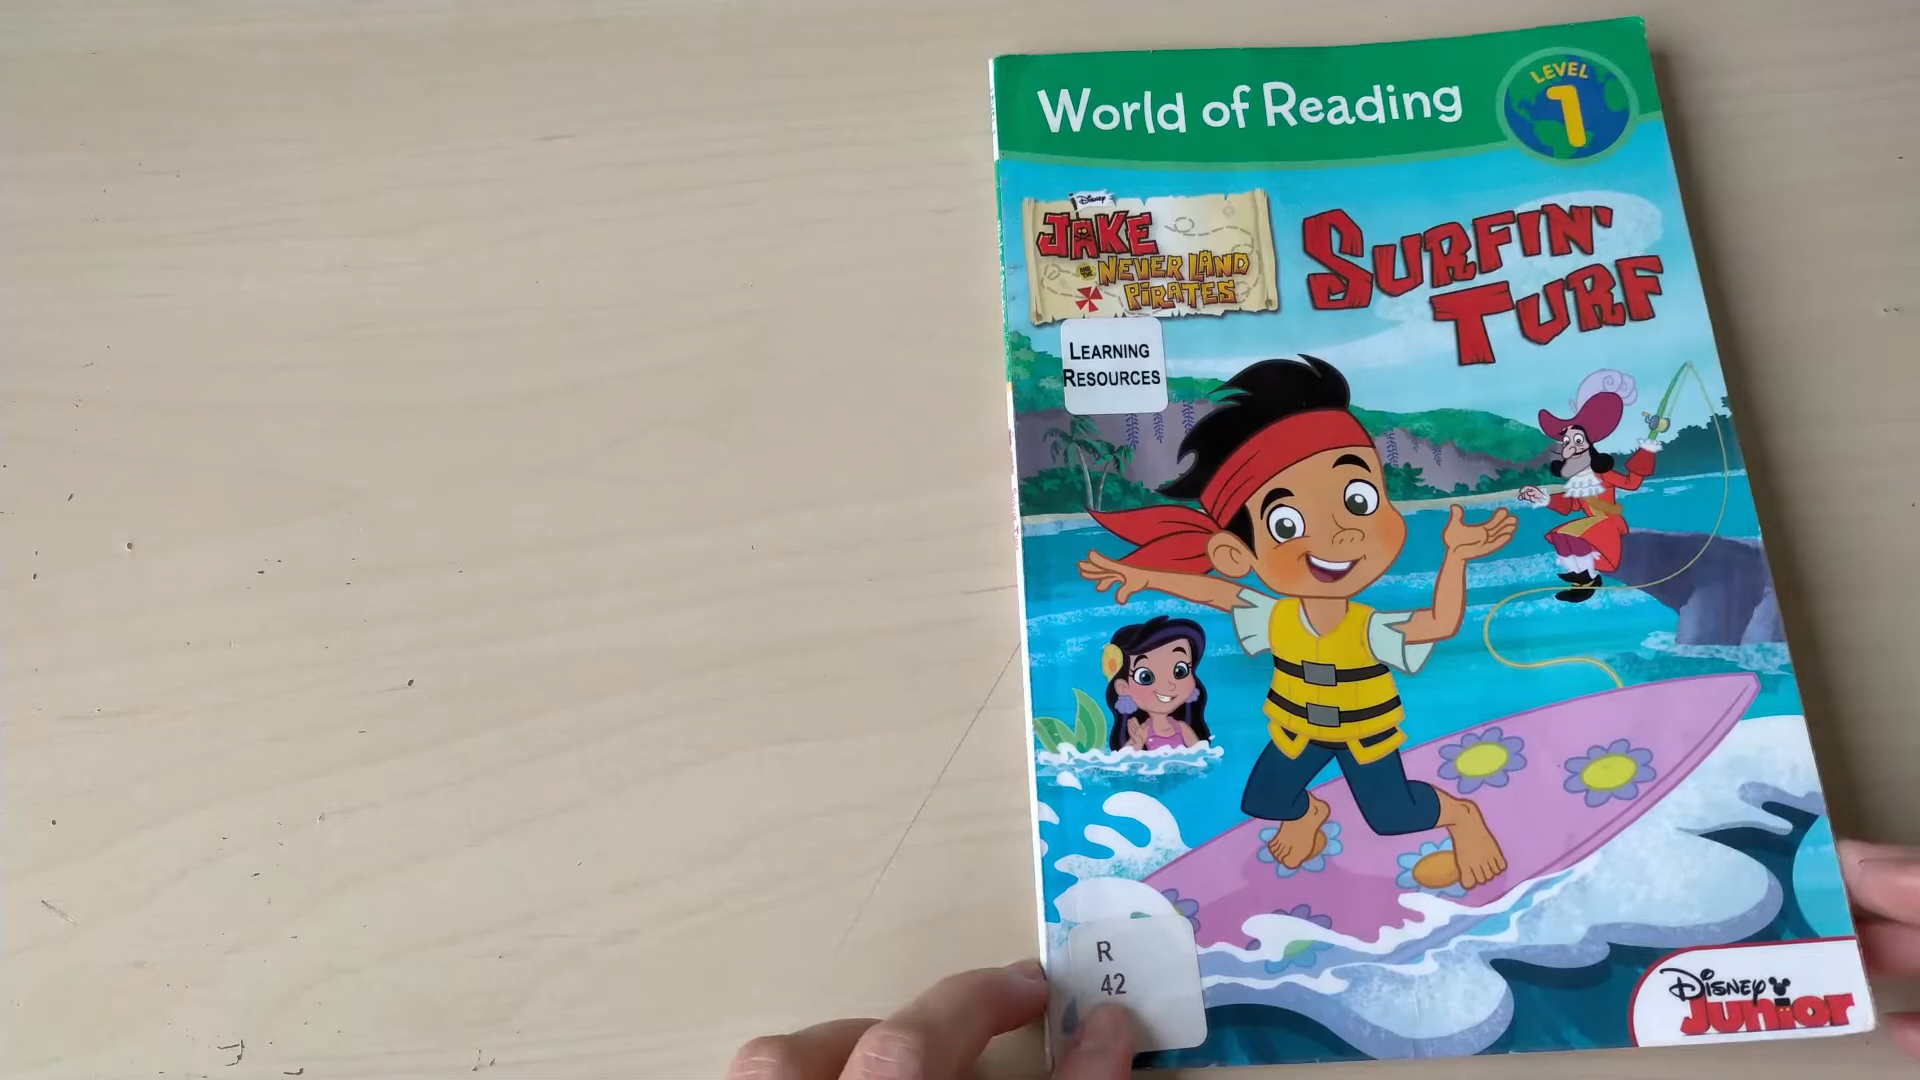 World of Reading
LEVEL
1
Disney
JAKE
AND THE
NEVER LAND
PIRATES
SURFIN'
TURF
LEARNING
RESOURCES
R
42
DISNEY
Junior